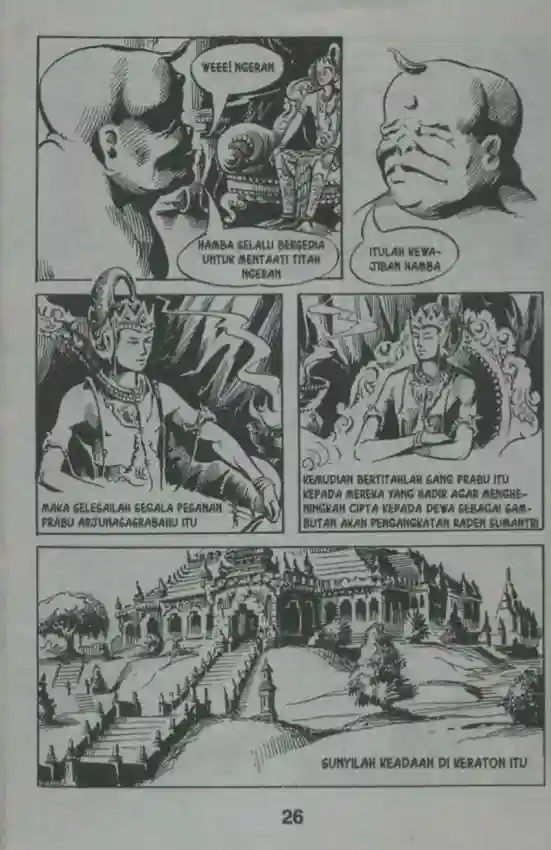 WEEE! NGERAN
HAMBA SELALU BERSEDIA
UNTUK MENTAATI TITAH
NGERAN
ITULAH KEWA-
JIBAN HAMBA
MAKA SELESAILAH SEGALA PESANAN
PRABU ARJUNASASRABAHU ITU
KEMUDIAN BERTITAHLAH SANG PRABU ITU
KEPADA MEREKA YANG HADIR AGAR MENGHE-
NINGKAN CIPTA KEPADA DEWA SEBAGAI SAM-
BUTAN AKAN PENGANGKATAN RADEN SUMANTRI
SUNYILAH KEADAAN DI KERATON ITU
26